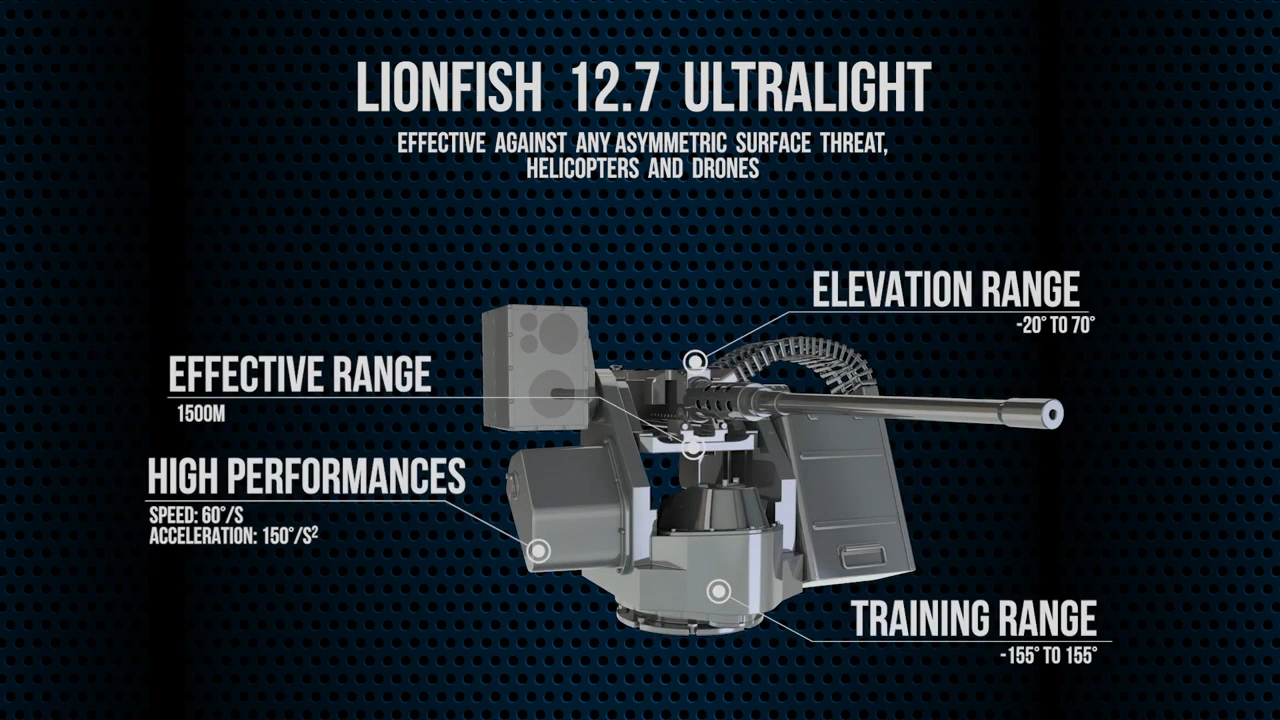 LIONFISH 12.7 ULTRALIGHT
EFFECTIVE AGAINST ANY ASYMMETRIC SURFACE THREAT,
HELICOPTERS AND DRONES
ELEVATION RANGE
-20° TO 70°
EFFECTIVE RANGE
1500M
HIGH PERFORMANCES
SPEED: 60°/S
ACCELERATION: 150°/S²
TRAINING RANGE
-155° TO 155°